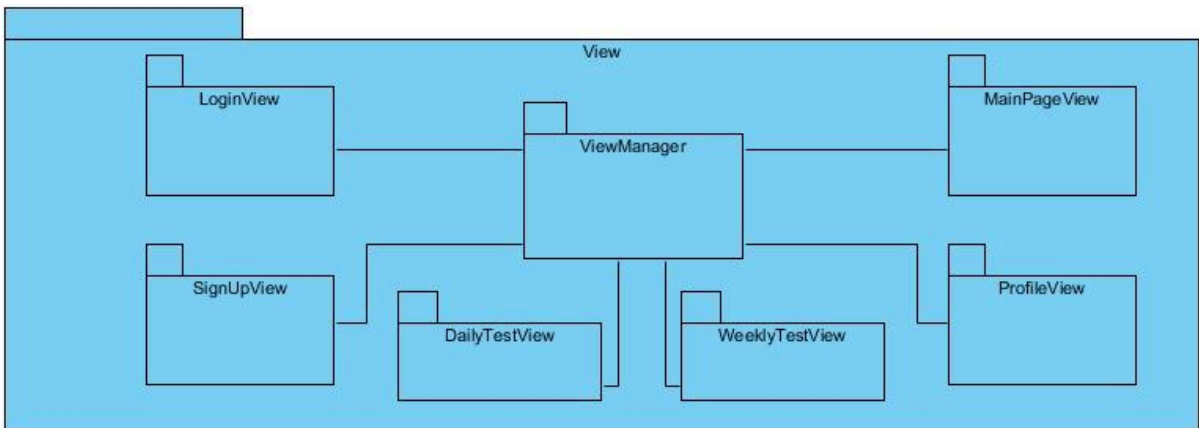 View
LoginView
MainPageView
ViewManager
SignUpView
ProfileView
DailyTestView
WeeklyTestView